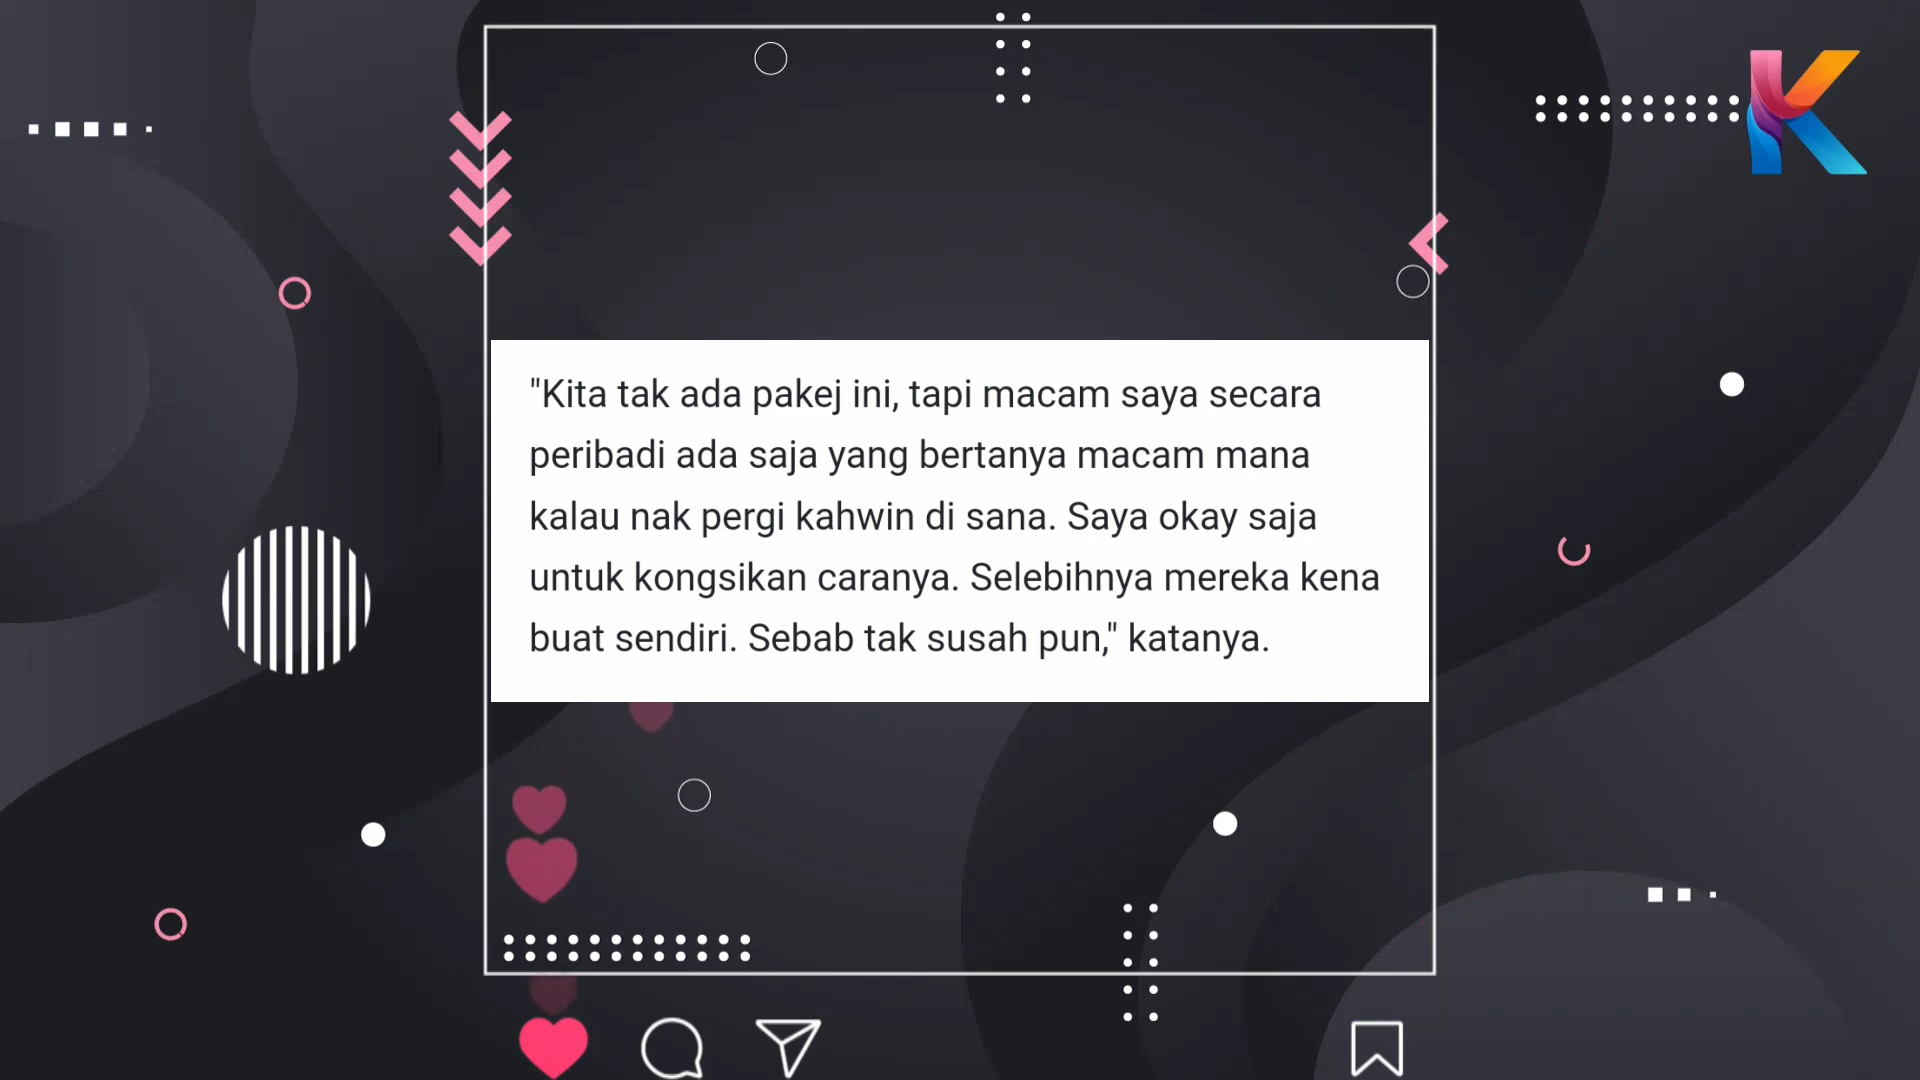 "Kita tak ada pakej ini, tapi macam saya secara
peribadi ada saja yang bertanya macam mana
kalau nak pergi kahwin di sana. Saya okay saja
untuk kongsikan caranya. Selebihnya mereka kena
buat sendiri. Sebab tak susah pun," katanya.
K